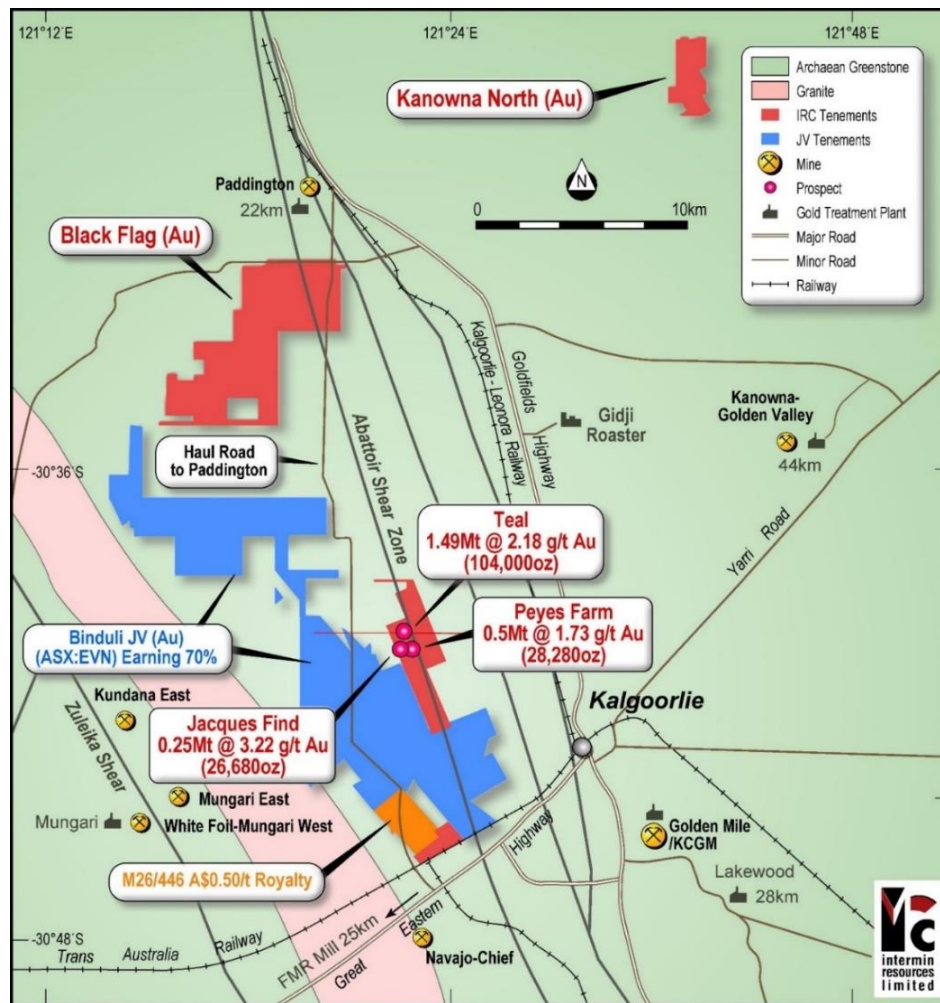 121°12´E
121°24´E
121°48´E
Kanowna North (Au)
Archaean Greenstone
Granite
IRC Tenements
JV Tenements
Mine
Prospect
Gold Treatment Plant
Major Road
Minor Road
Railway
N
0
10km
Paddington
22km
Black Flag (Au)
Kalgoorlie - Leonora Railway
Goldfields
Highway
Gidji
Roaster
Kanowna-
Golden Valley
44km
Haul Road
to Paddington
Abattoir Shear Zone
-30°36´S
Yarri Road
Teal
1.49Mt @ 2.18 g/t Au
(104,000oz)
Peyes Farm
0.5Mt @ 1.73 g/t Au
(28,280oz)
Binduli JV (Au)
(ASX:EVN) Earning 70%
Kundana East
Zuleika Shear
Jacques Find
0.25Mt @ 3.22 g/t Au
(26,680oz)
Kalgoorlie
Mungari East
Mungari
White Foil-Mungari West
Golden Mile
/KCGM
M26/446 A$0.50/t Royalty
Lakewood
28km
Highway
Eastern
Great
FMR Mill 25km
Navajo-Chief
-30°48´S
Trans Australia Railway
intermin
resources
limited